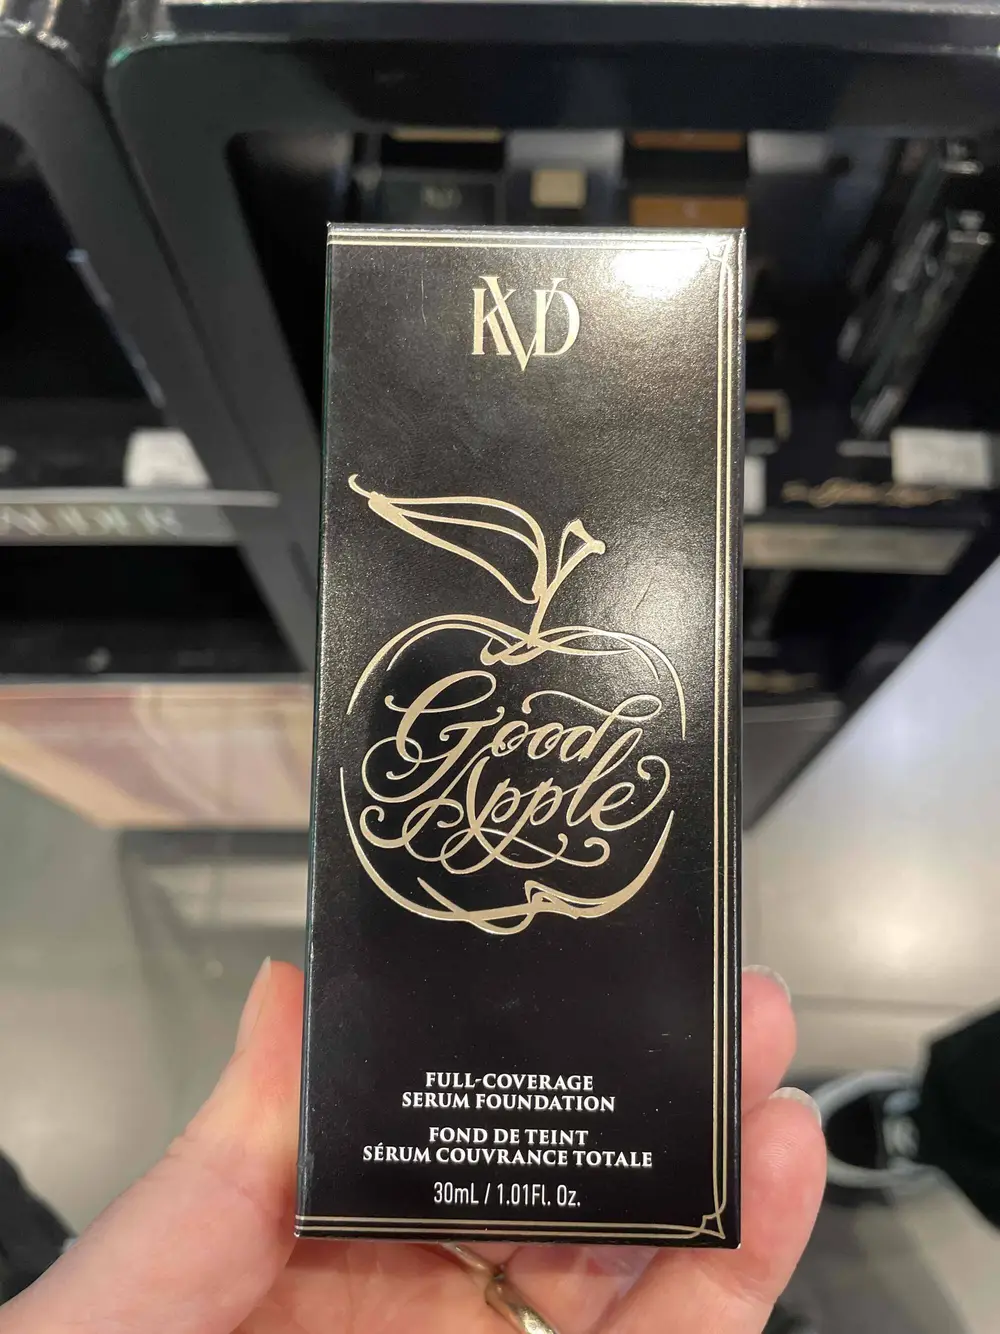 KVD
Good
Apple
FULL-COVERAGE
SERUM FOUNDATION
FOND DE TEINT
SÉRUM COUVRANCE TOTALE
30mL / 1.01Fl. Oz.